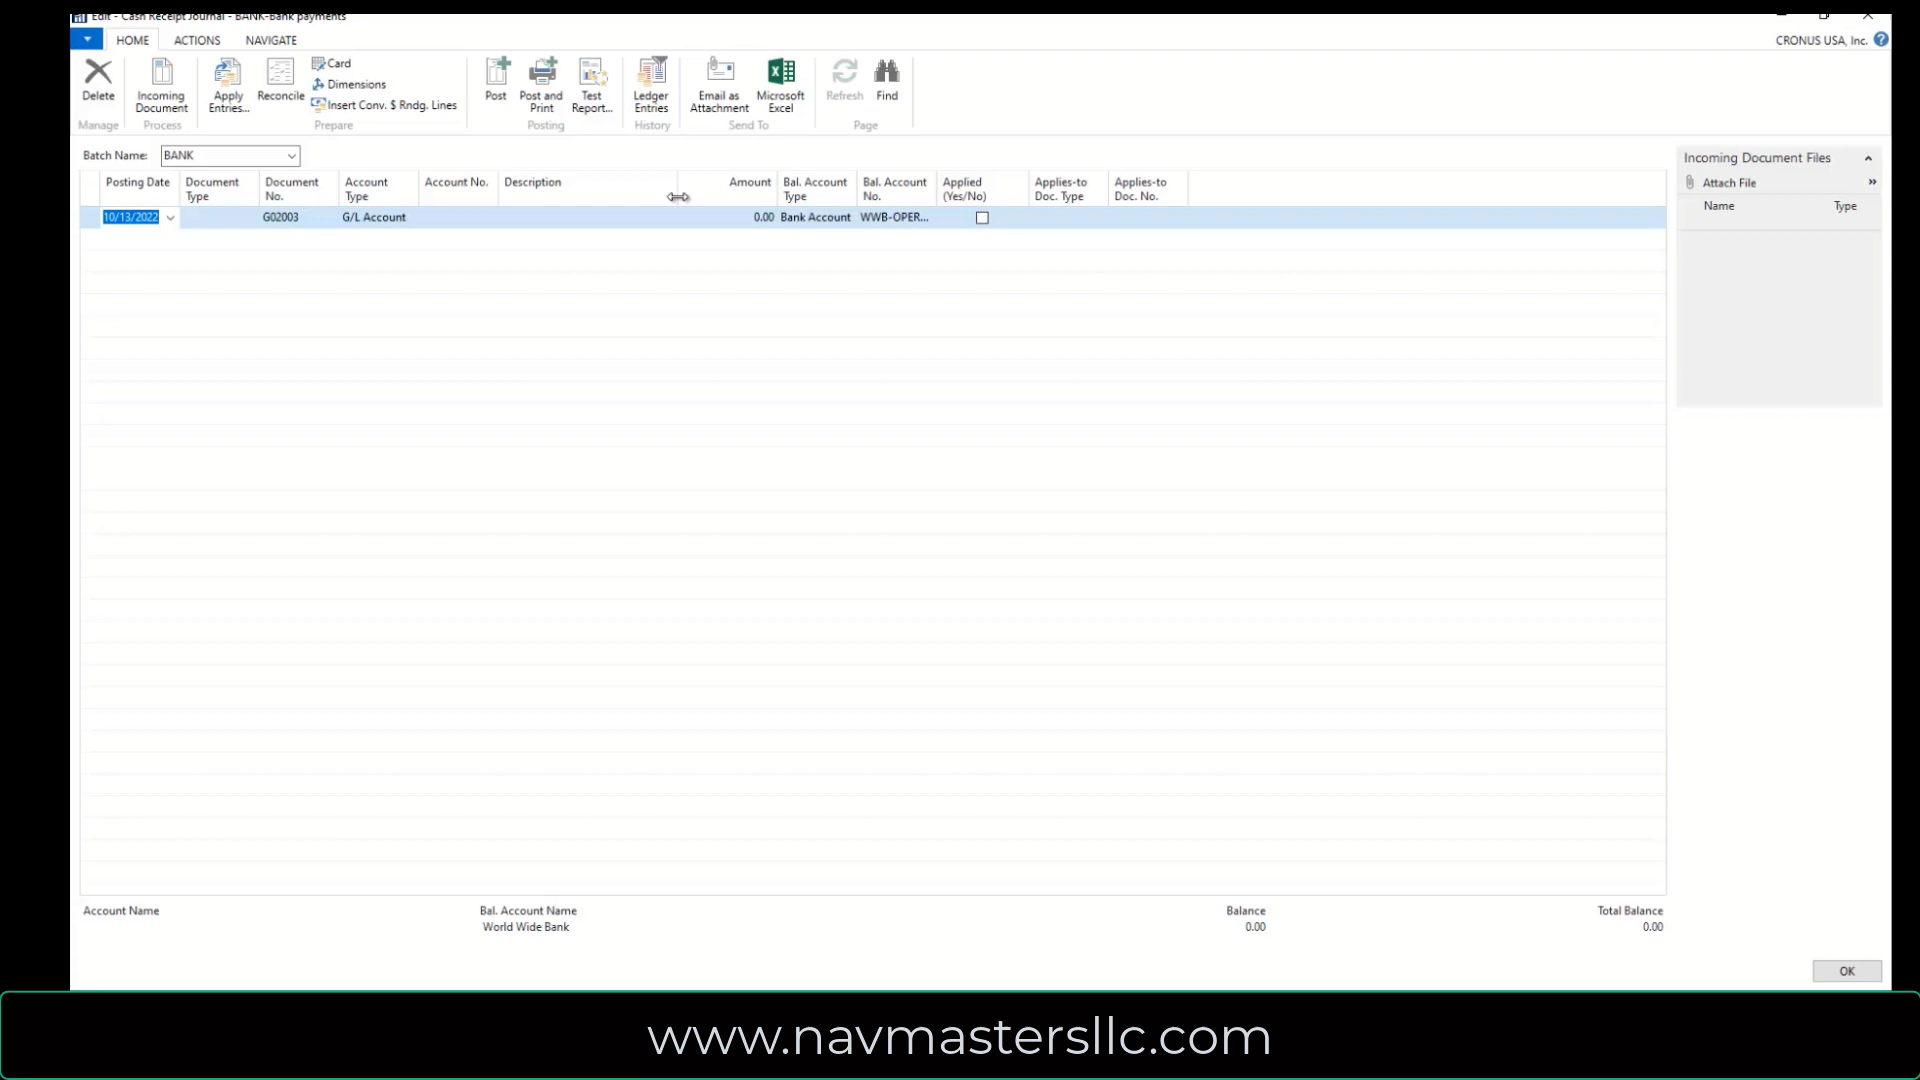 Edit - Cash Receipt Journal - BANK-Bank payments
HOME ACTIONS NAVIGATE CRONUS USA, Inc.
Delete
Incoming Document
Apply Entries...
Reconcile
Card
Dimensions
Insert Conv. $ Rndg. Lines
Post
Post and Print
Test Report...
Ledger Entries
Email as Attachment
Microsoft Excel
Refresh
Find
Manage Process Prepare Posting History Send To Page
Batch Name: BANK
Posting Date Document Type Document No. Account Type Account No. Description Amount Bal. Account Type Bal. Account No. Applied (Yes/No) Applies-to Doc. Type Applies-to Doc. No.
10/13/2022 G02003 G/L Account 0.00 Bank Account WWB-OPER...
Incoming Document Files
Attach File
Name Type
Account Name Bal. Account Name Balance Total Balance
World Wide Bank 0.00 0.00
OK
www.navmastersllc.com